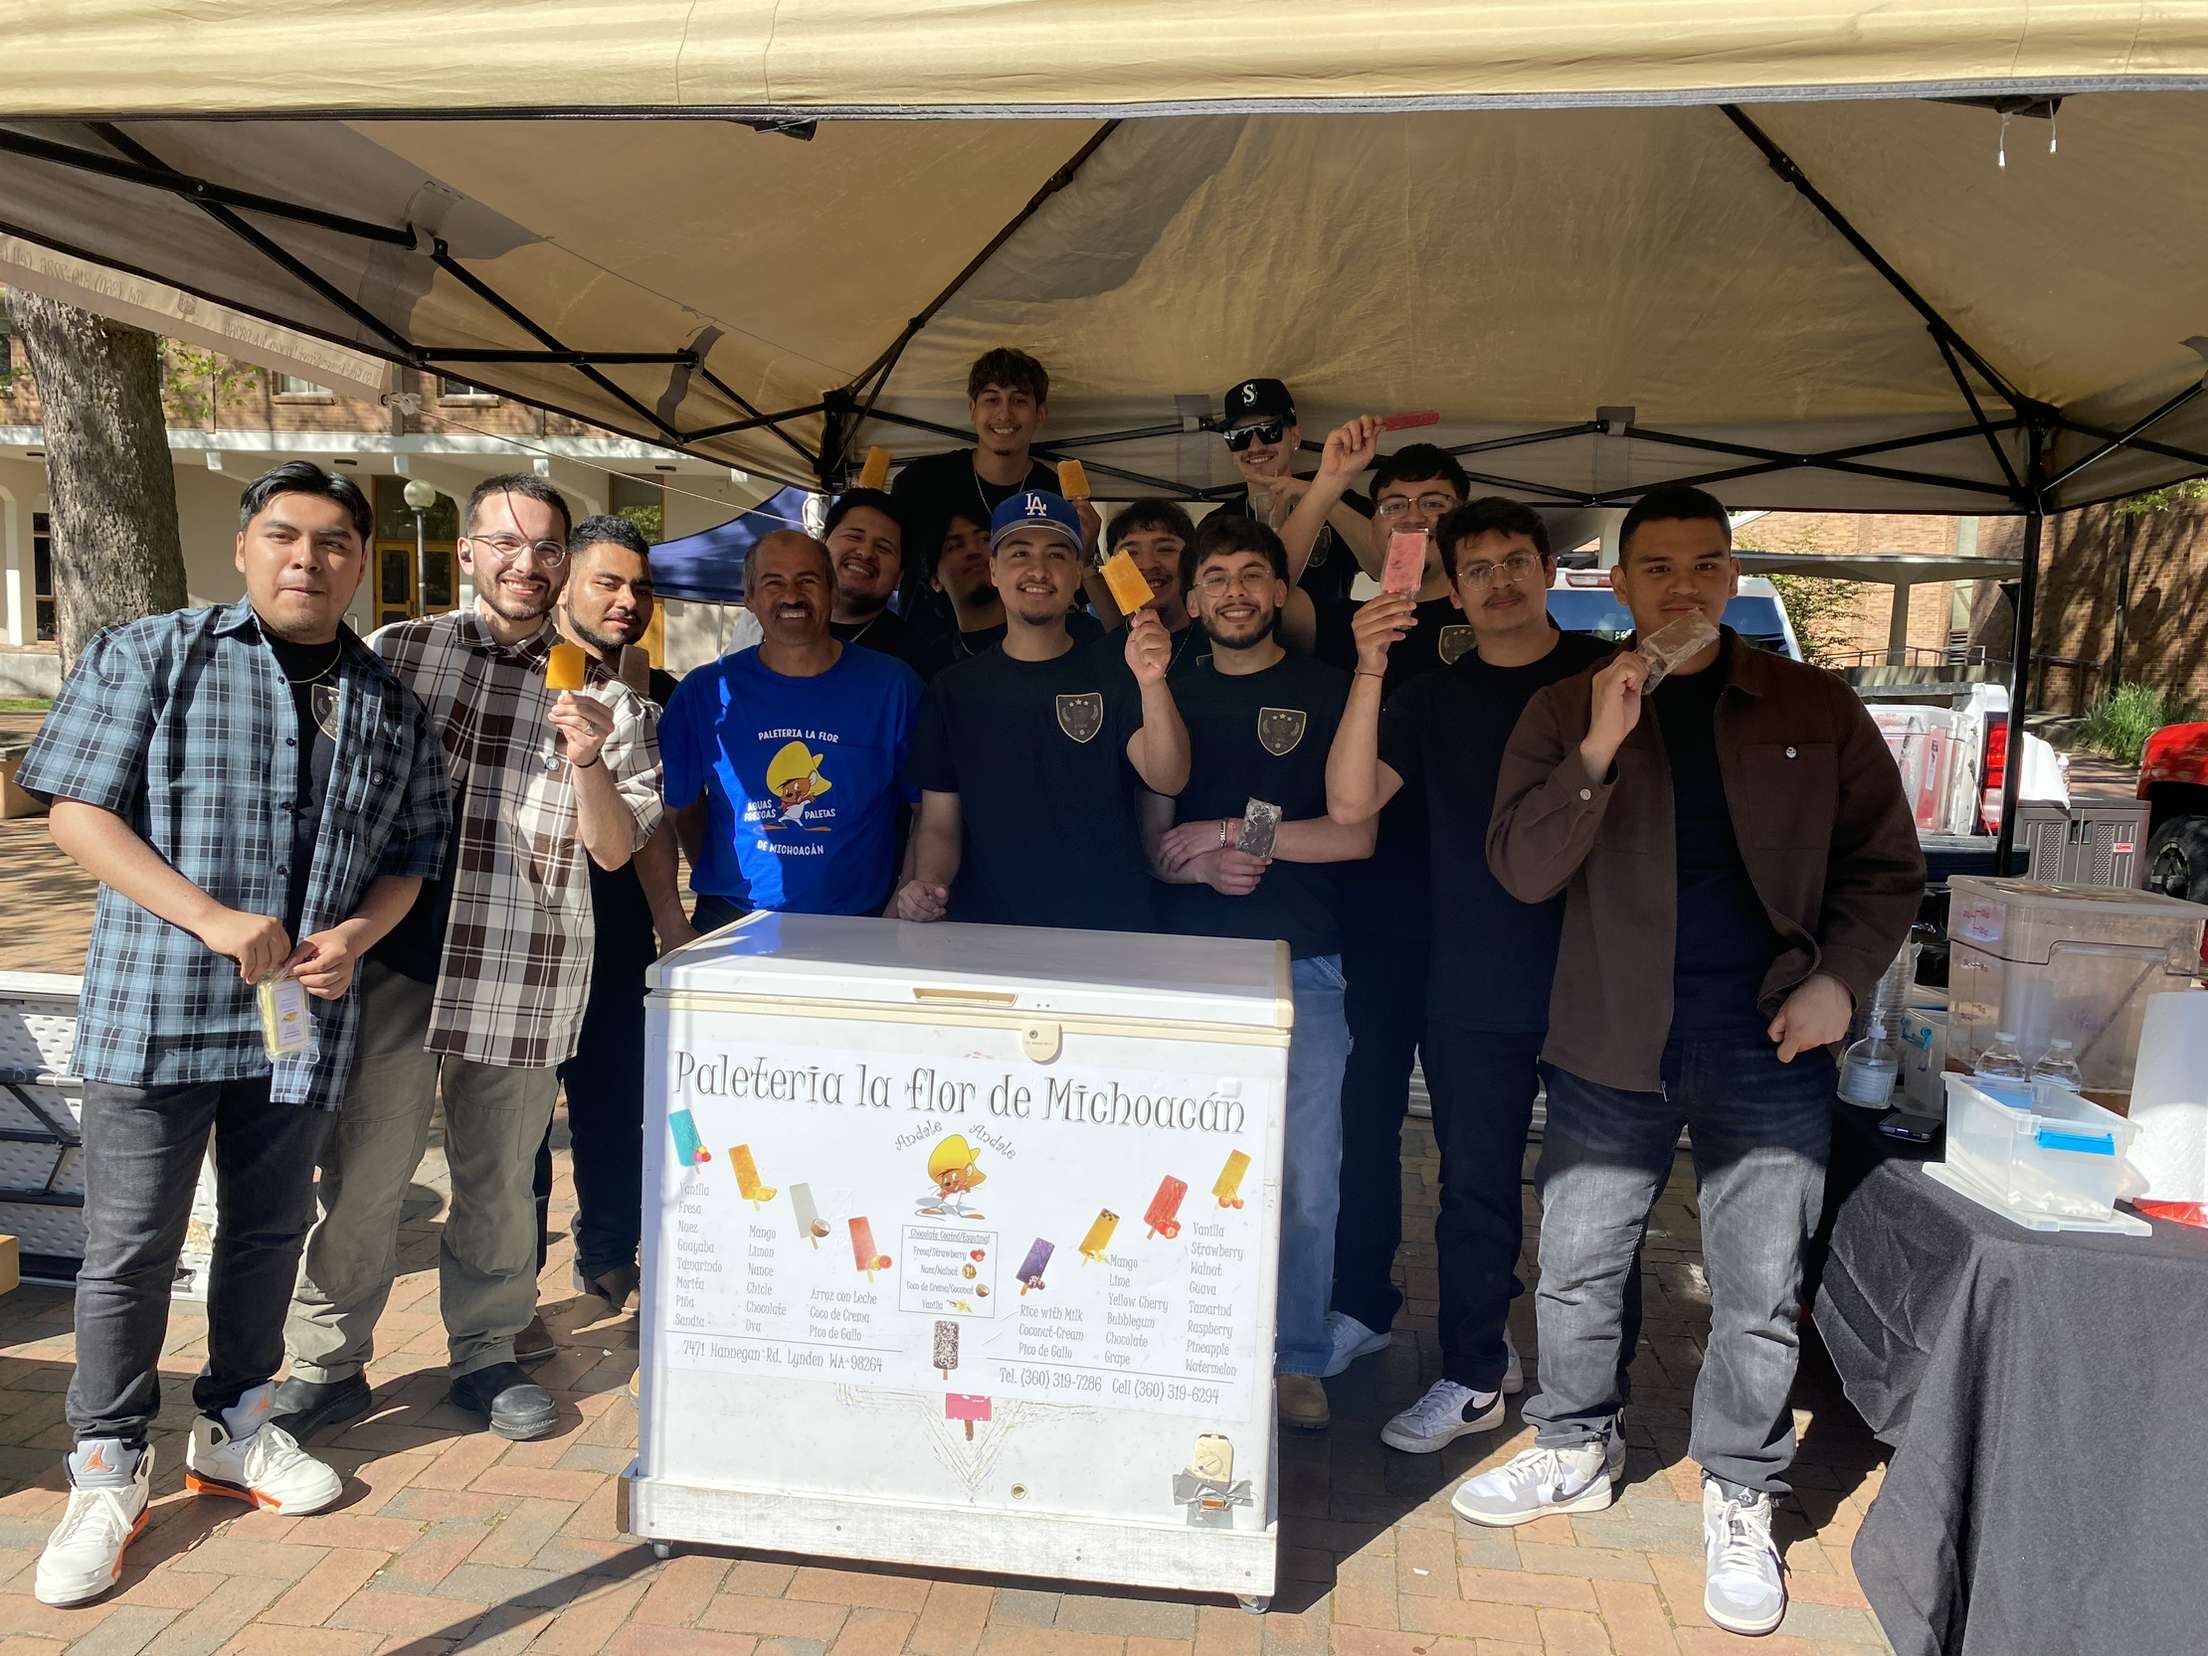 S
LA
PALETERIA LA FLOR
AGUAS
FRESCAS
PALETAS
DE MICHOACÁN
Paleteria la flor de Michoacán
Andale Andale
Vanilla
Fresa
Nuez
Guayaba
Tamarindo
Morita
Piña
Sandia
Mango
Limon
Nance
Chicle
Chocolate
Uva
Arroz con Leche
Coco de Crema
Pico de Gallo
Fresa/Strawberry
Nuez/Walnut
Coco de Crema/Coconut
Vanilla
Rice with Milk
Coconut-Cream
Pico de Gallo
Mango
Lime
Yellow Cherry
Bubblegum
Chocolate
Grape
Vanilla
Strawberry
Walnut
Guava
Tamarind
Raspberry
Pineapple
Watermelon
7471 Hannegan Rd, Lynden WA 98264
Tel. (360) 319-7286 Cell (360) 319-6294